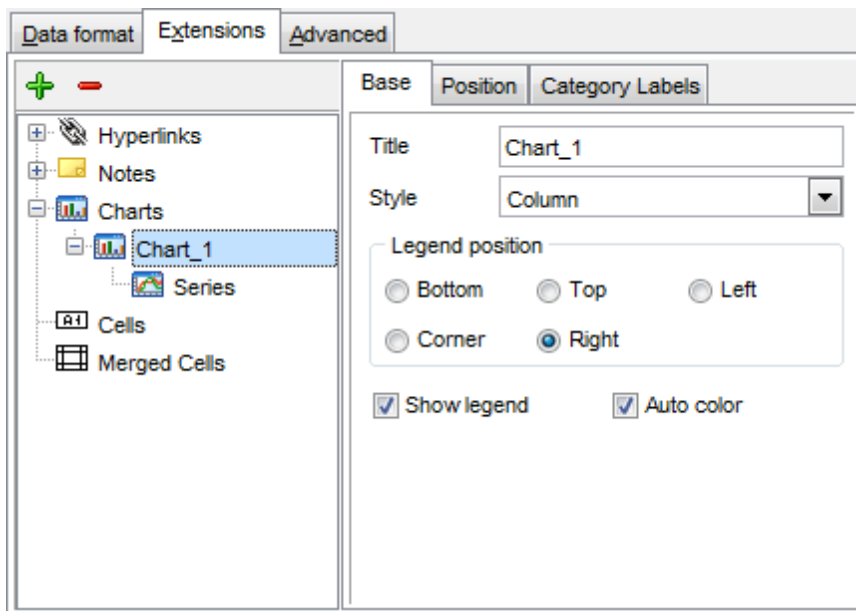 Data format Extensions Advanced
Base Position Category Labels
Hyperlinks
Notes
Charts
Chart_1
Series
A1 Cells
Merged Cells
Title Chart_1
Style Column
Legend position
Bottom Top Left
Corner Right
Show legend Auto color